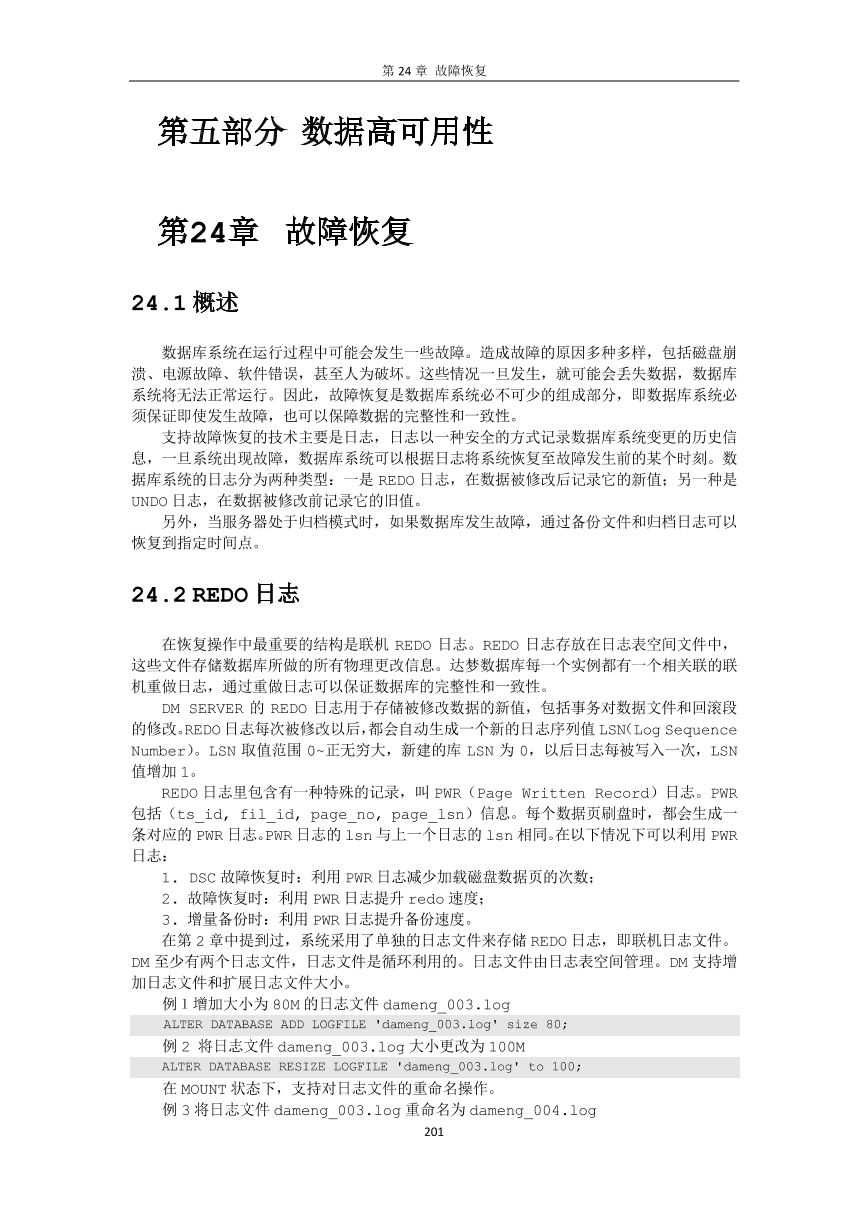 第 24 章 故障恢复
第五部分 数据高可用性
第24章 故障恢复
24.1 概述
数据库系统在运行过程中可能会发生一些故障。造成故障的原因多种多样，包括磁盘崩
溃、电源故障、软件错误，甚至人为破坏。这些情况一旦发生，就可能会丢失数据，数据库
系统将无法正常运行。因此，故障恢复是数据库系统必不可少的组成部分，即数据库系统必
须保证即使发生故障，也可以保障数据的完整性和一致性。
支持故障恢复的技术主要是日志，日志以一种安全的方式记录数据库系统变更的历史信
息，一旦系统出现故障，数据库系统可以根据日志将系统恢复至故障发生前的某个时刻。数
据库系统的日志分为两种类型：一是 REDO 日志，在数据被修改后记录它的新值；另一种是
UNDO 日志，在数据被修改前记录它的旧值。
另外，当服务器处于归档模式时，如果数据库发生故障，通过备份文件和归档日志可以
恢复到指定时间点。
24.2 REDO 日志
在恢复操作中最重要的结构是联机 REDO 日志。REDO 日志存放在日志表空间文件中，
这些文件存储数据库所做的所有物理更改信息。达梦数据库每一个实例都有一个相关联的联
机重做日志，通过重做日志可以保证数据库的完整性和一致性。
DM SERVER 的 REDO 日志用于存储被修改数据的新值，包括事务对数据文件和回滚段
的修改。REDO 日志每次被修改以后，都会自动生成一个新的日志序列值 LSN（Log Sequence
Number）。LSN 取值范围 0~正无穷大，新建的库 LSN 为 0，以后日志每被写入一次，LSN
值增加 1。
REDO 日志里包含有一种特殊的记录，叫 PWR（Page Written Record）日志。PWR
包括（ts_id, fil_id, page_no, page_lsn）信息。每个数据页刷盘时，都会生成一
条对应的 PWR 日志。PWR 日志的 lsn 与上一个日志的 lsn 相同。在以下情况下可以利用 PWR
日志：
1. DSC 故障恢复时：利用 PWR 日志减少加载磁盘数据页的次数；
2. 故障恢复时：利用 PWR 日志提升 redo 速度；
3. 增量备份时：利用 PWR 日志提升备份速度。
在第 2 章中提到过，系统采用了单独的日志文件来存储 REDO 日志，即联机日志文件。
DM 至少有两个日志文件，日志文件是循环利用的。日志文件由日志表空间管理。DM 支持增
加日志文件和扩展日志文件大小。
例 1 增加大小为 80M 的日志文件 dameng_003.log
ALTER DATABASE ADD LOGFILE 'dameng_003.log' size 80;
例 2 将日志文件 dameng_003.log 大小更改为 100M
ALTER DATABASE RESIZE LOGFILE 'dameng_003.log' to 100;
在 MOUNT 状态下，支持对日志文件的重命名操作。
例 3 将日志文件 dameng_003.log 重命名为 dameng_004.log
201